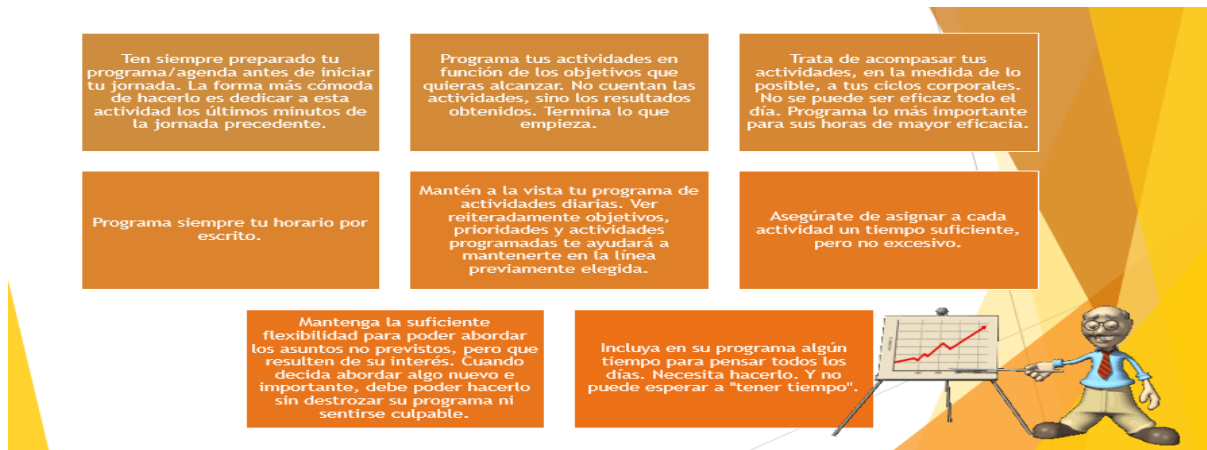 Ten siempre preparado tu
programa/agenda antes de iniciar
tu jornada. La forma más cómoda
de hacerlo es dedicar a esta
actividad los últimos minutos de
la jornada precedente.
Programa tus actividades en
función de los objetivos que
quieras alcanzar. No cuentan las
actividades, sino los resultados
obtenidos. Termina lo que
empieza.
Trata de acompasar tus
actividades, en la medida de lo
posible, a tus ciclos corporales.
No se puede ser eficaz todo el
día. Programa lo más importante
para sus horas de mayor eficacia.
Programa siempre tu horario por
escrito.
Mantén a la vista tu programa de
actividades diarias. Ver
reiteradamente objetivos,
prioridades y actividades
programadas te ayudará a
mantenerte en la línea
previamente elegida.
Asegúrate de asignar a cada
actividad un tiempo suficiente,
pero no excesivo.
Mantenga la suficiente
flexibilidad para poder abordar
los asuntos no previstos, pero que
resulten de su interés. Cuando
decida abordar algo nuevo e
importante, debe poder hacerlo
sin destrozar su programa ni
sentirse culpable.
Incluya en su programa algún
tiempo para pensar todos los
días. Necesita hacerlo. Y no
puede esperar a "tener tiempo".